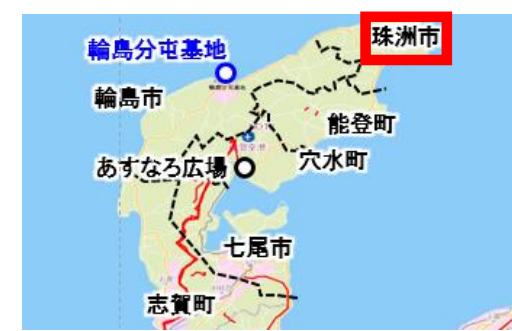 珠洲市
輪島分屯基地
輪島市
能登町
あすなろ広場
穴水町
七尾市
志賀町